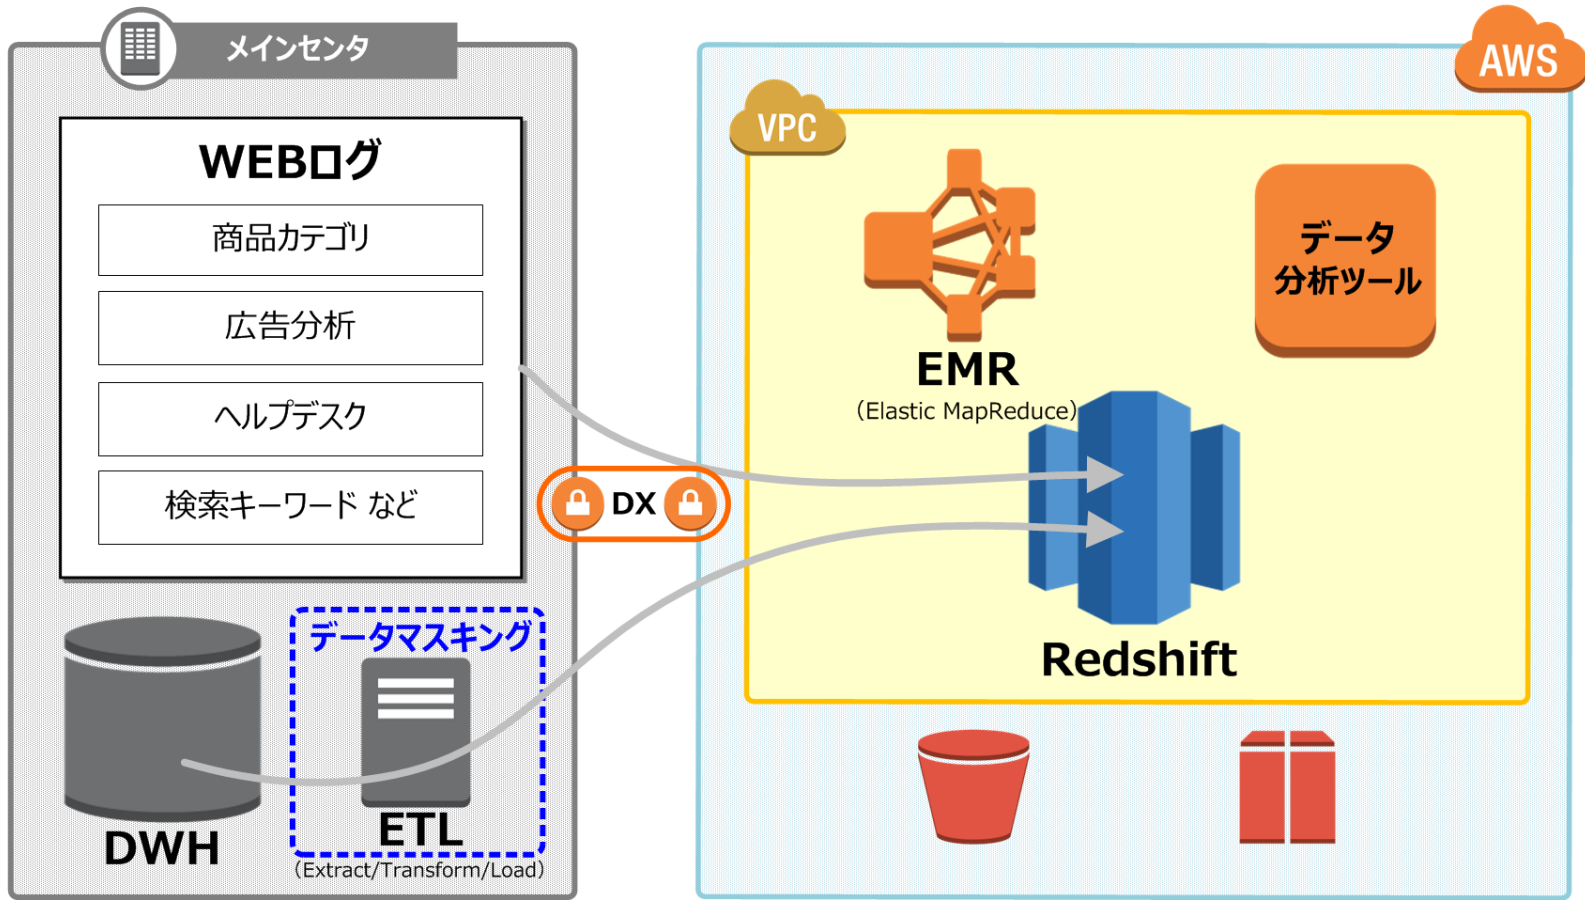 メインセンタ
AWS
VPC
WEBログ
商品カテゴリ
広告分析
ヘルプデスク
検索キーワード など
データ
分析ツール
EMR
(Elastic MapReduce)
DX
Redshift
データマスキング
DWH
ETL
(Extract/Transform/Load)